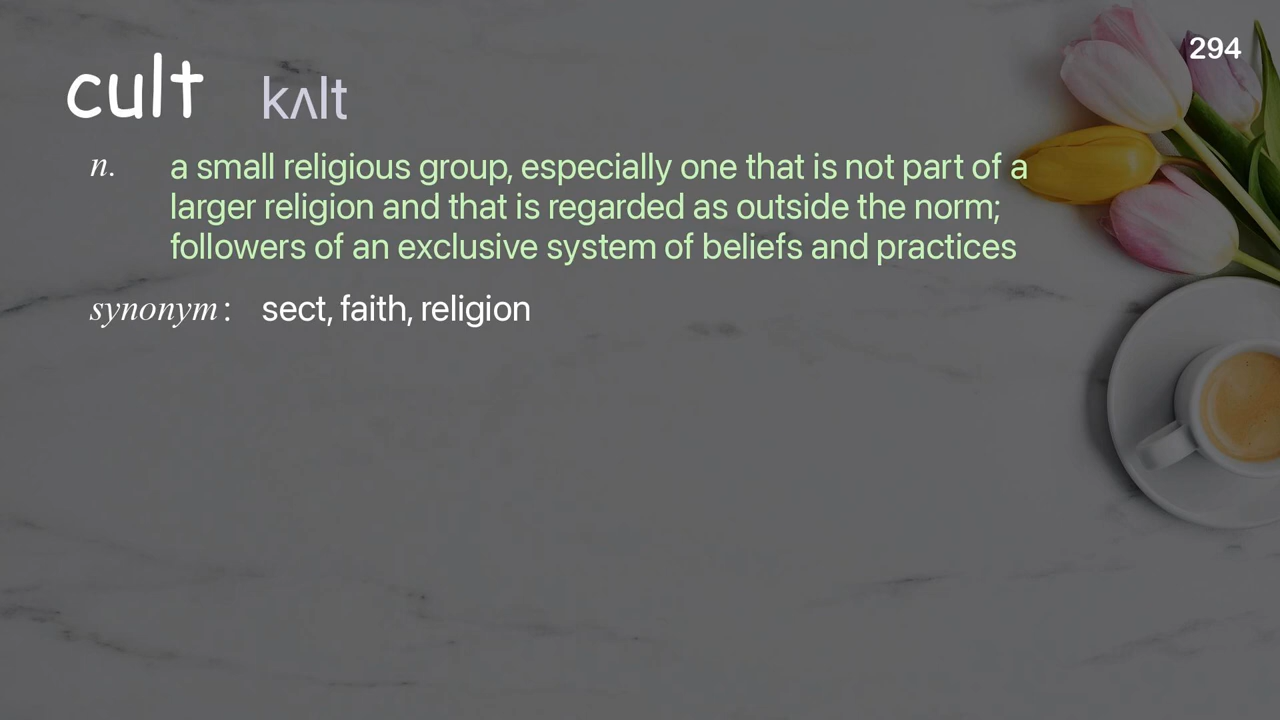 294
cult kʌlt
n. a small religious group, especially one that is not part of a
larger religion and that is regarded as outside the norm;
followers of an exclusive system of beliefs and practices
synonym: sect, faith, religion